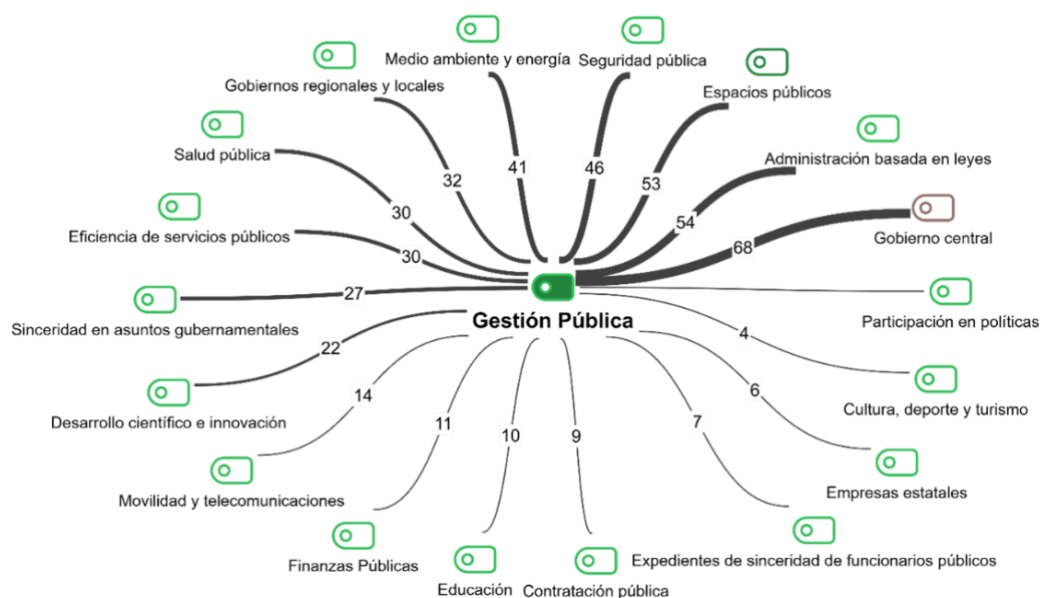 Medio ambiente y energía
Seguridad pública
Gobiernos regionales y locales
Espacios públicos
Salud pública
Administración basada en leyes
Eficiencia de servicios públicos
Gobierno central
Sinceridad en asuntos gubernamentales
Participación en políticas
Desarrollo científico e innovación
Cultura, deporte y turismo
Movilidad y telecomunicaciones
Empresas estatales
Finanzas Públicas
Expedientes de sinceridad de funcionarios públicos
Educación
Contratación pública
Gestión Pública
41
46
32
53
30
54
30
68
27
22
4
14
6
11
10
9
7